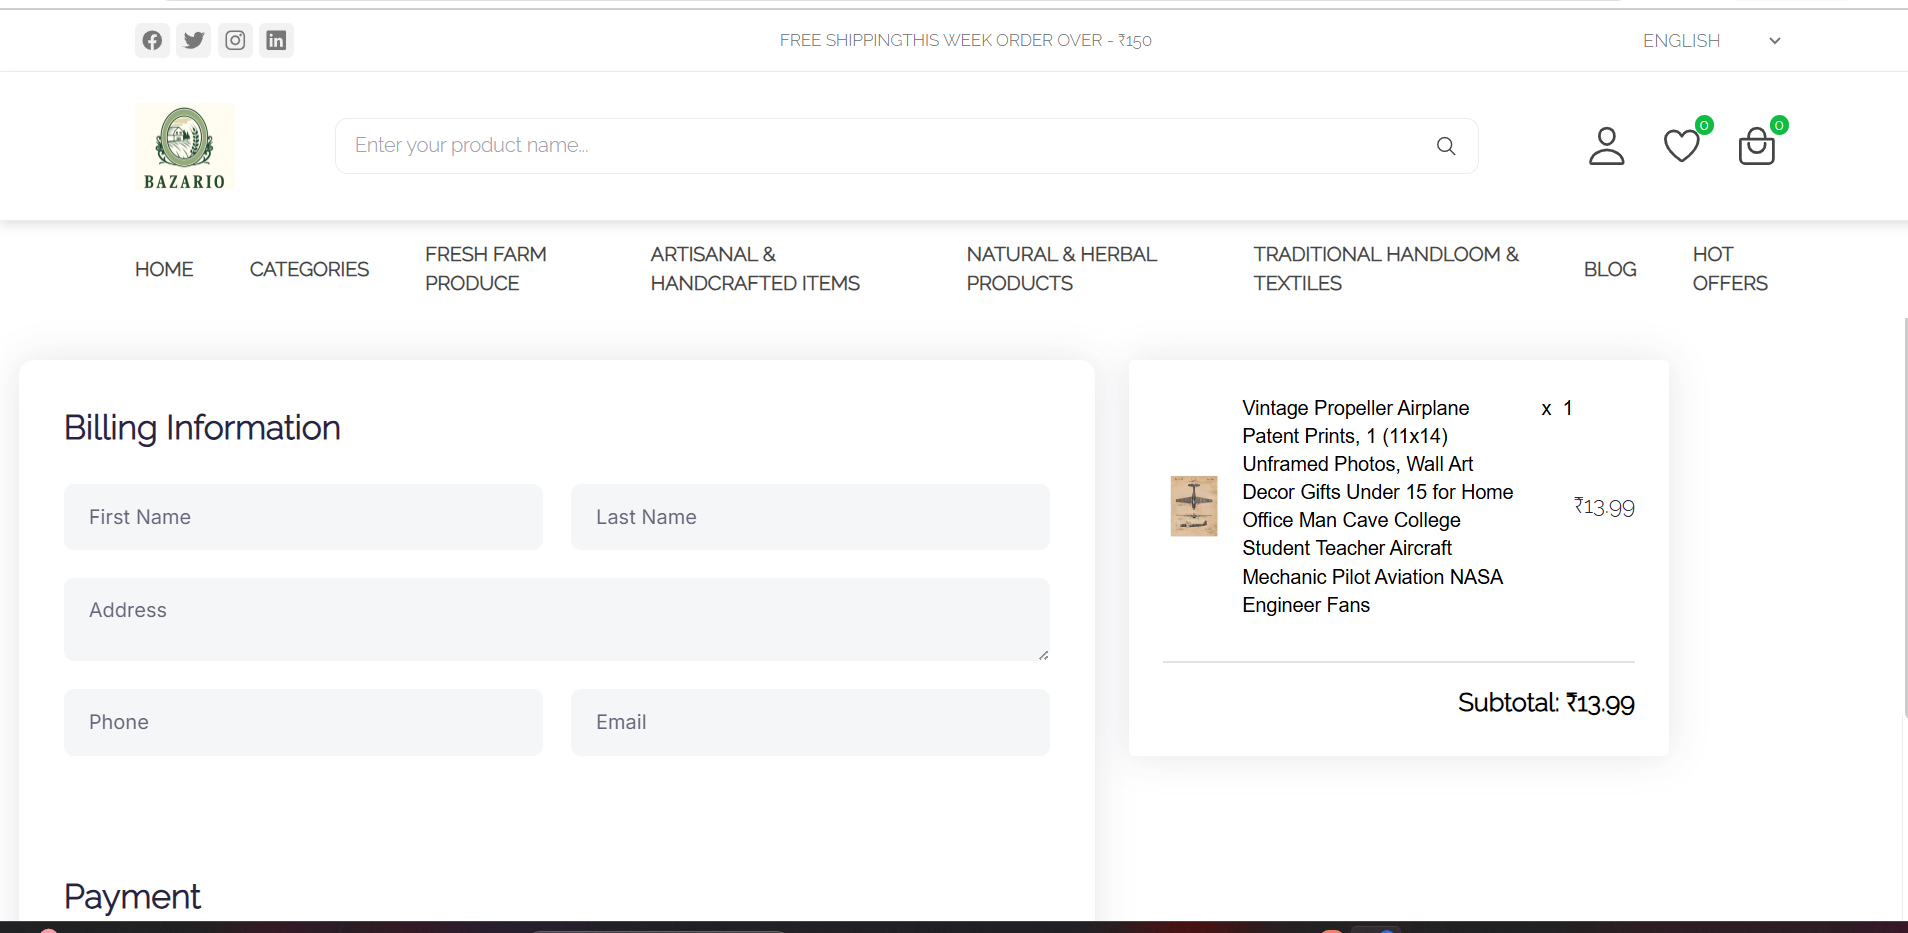 FREE SHIPPINGTHIS WEEK ORDER OVER - ₹150
ENGLISH
BAZARIO
Enter your product name...
0
0
HOME
CATEGORIES
FRESH FARM
PRODUCE
ARTISANAL &
HANDCRAFTED ITEMS
NATURAL & HERBAL
PRODUCTS
TRADITIONAL HANDLOOM &
TEXTILES
BLOG
HOT
OFFERS
Billing Information
First Name
Last Name
Address
Phone
Email
Payment
Vintage Propeller Airplane
Patent Prints, 1 (11x14)
Unframed Photos, Wall Art
Decor Gifts Under 15 for Home
Office Man Cave College
Student Teacher Aircraft
Mechanic Pilot Aviation NASA
Engineer Fans
x 1
₹13.99
Subtotal: ₹13.99